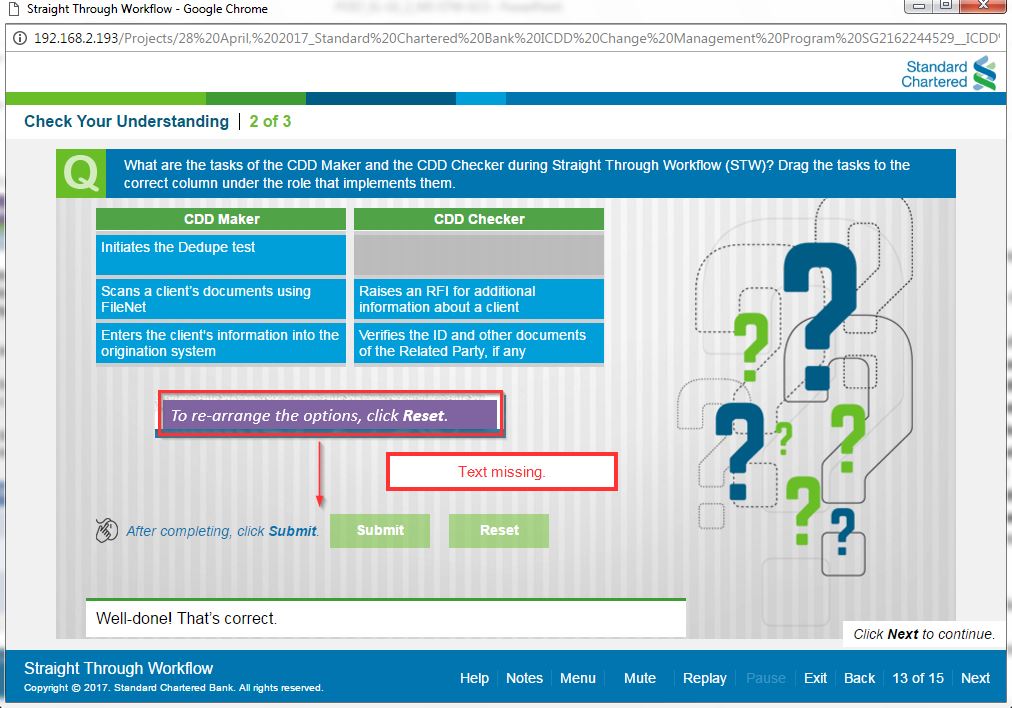 Straight Through Workflow - Google Chrome
192.168.2.193/Projects/28%20April,%202017_Standard%20Chartered%20Bank%20ICDD%20Change%20Management%20Program%20SG2162244529__ICDD%
Standard
Chartered
Check Your Understanding | 2 of 3
Q
What are the tasks of the CDD Maker and the CDD Checker during Straight Through Workflow (STW)? Drag the tasks to the
correct column under the role that implements them.
CDD Maker CDD Checker
Initiates the Dedupe test
Scans a client's documents using
FileNet
Raises an RFI for additional
information about a client
Enters the client's information into the
origination system
Verifies the ID and other documents
of the Related Party, if any
To re-arrange the options, click Reset.
Text missing.
After completing, click Submit. Submit Reset
Well-done! That's correct.
Click Next to continue.
Straight Through Workflow
Copyright © 2017. Standard Chartered Bank. All rights reserved.
Help Notes Menu Mute Replay Pause Exit Back 13 of 15 Next